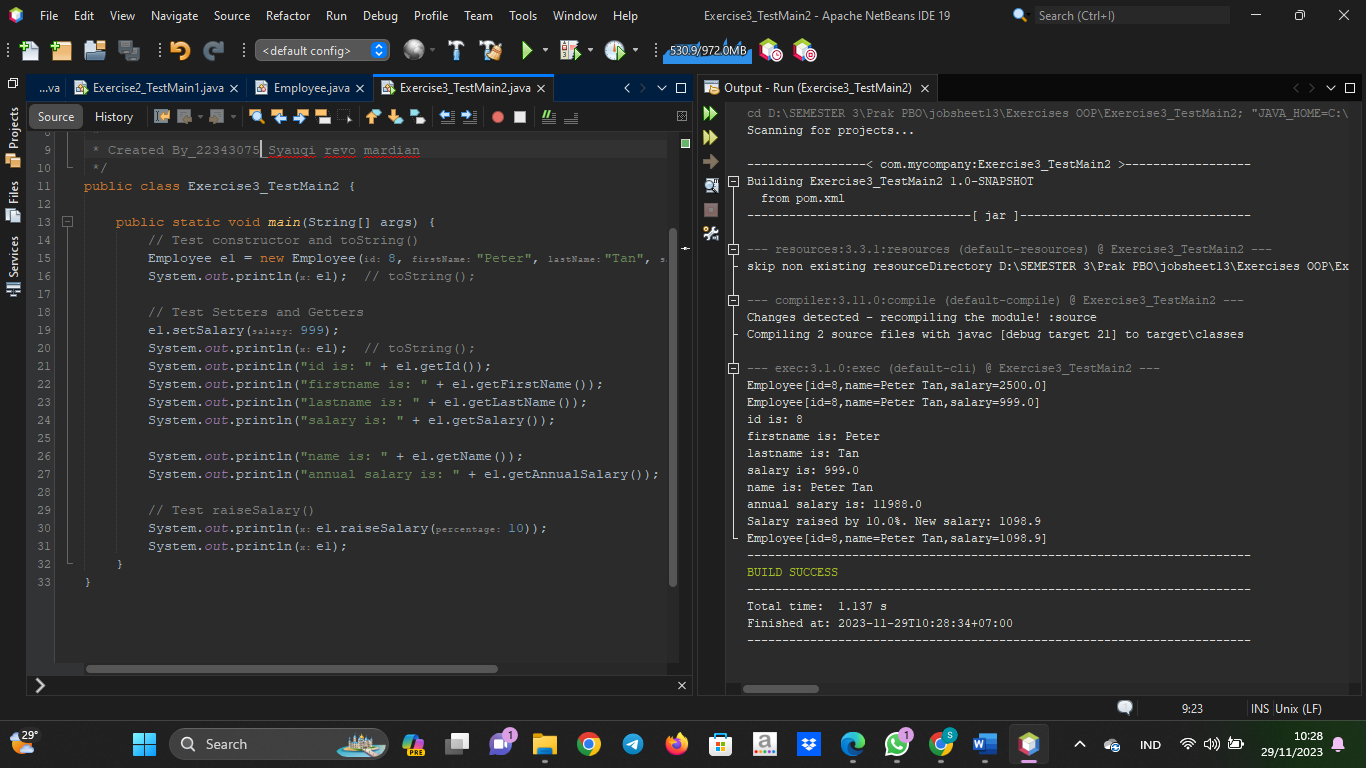 File Edit View Navigate Source Refactor Run Debug Profile Team Tools Window Help Exercise3_TestMain2 - Apache NetBeans IDE 19 Search (Ctrl+I)
<default config> 530.9/972.0MB
...va Exercise2_TestMain1.java Employee.java Exercise3_TestMain2.java
Source History
Projects
Files
Services
8 *
9 * Created By_22343075_Syauqi revo mardian
10 */
11 public class Exercise3_TestMain2 {
12
13 public static void main(String[] args) {
14 // Test constructor and toString()
15 Employee e1 = new Employee(id: 8, firstName: "Peter", lastName: "Tan", s
16 System.out.println(x: e1); // toString();
17
18 // Test Setters and Getters
19 e1.setSalary(salary: 999);
20 System.out.println(x: e1); // toString();
21 System.out.println("id is: " + e1.getId());
22 System.out.println("firstname is: " + e1.getFirstName());
23 System.out.println("lastname is: " + e1.getLastName());
24 System.out.println("salary is: " + e1.getSalary());
25
26 System.out.println("name is: " + e1.getName());
27 System.out.println("annual salary is: " + e1.getAnnualSalary());
28
29 // Test raiseSalary()
30 System.out.println(x: e1.raiseSalary(percentage: 10));
31 System.out.println(x: e1);
32 }
33 }
Output - Run (Exercise3_TestMain2)
cd D:\SEMESTER 3\Prak PBO\jobsheet13\Exercises OOP\Exercise3_TestMain2; "JAVA_HOME=C:\
Scanning for projects...
-----------------< com.mycompany:Exercise3_TestMain2 >------------------
Building Exercise3_TestMain2 1.0-SNAPSHOT
from pom.xml
--------------------------------[ jar ]---------------------------------
--- resources:3.3.1:resources (default-resources) @ Exercise3_TestMain2 ---
skip non existing resourceDirectory D:\SEMESTER 3\Prak PBO\jobsheet13\Exercises OOP\Ex
--- compiler:3.11.0:compile (default-compile) @ Exercise3_TestMain2 ---
Changes detected - recompiling the module! :source
Compiling 2 source files with javac [debug target 21] to target\classes
--- exec:3.1.0:exec (default-cli) @ Exercise3_TestMain2 ---
Employee[id=8,name=Peter Tan,salary=2500.0]
Employee[id=8,name=Peter Tan,salary=999.0]
id is: 8
firstname is: Peter
lastname is: Tan
salary is: 999.0
name is: Peter Tan
annual salary is: 11988.0
Salary raised by 10.0%. New salary: 1098.9
Employee[id=8,name=Peter Tan,salary=1098.9]
------------------------------------------------------------------------
BUILD SUCCESS
------------------------------------------------------------------------
Total time: 1.137 s
Finished at: 2023-11-29T10:28:34+07:00
------------------------------------------------------------------------
9:23 INS Unix (LF)
29° Search PRE 1 a 1 S W IND 10:28
29/11/2023